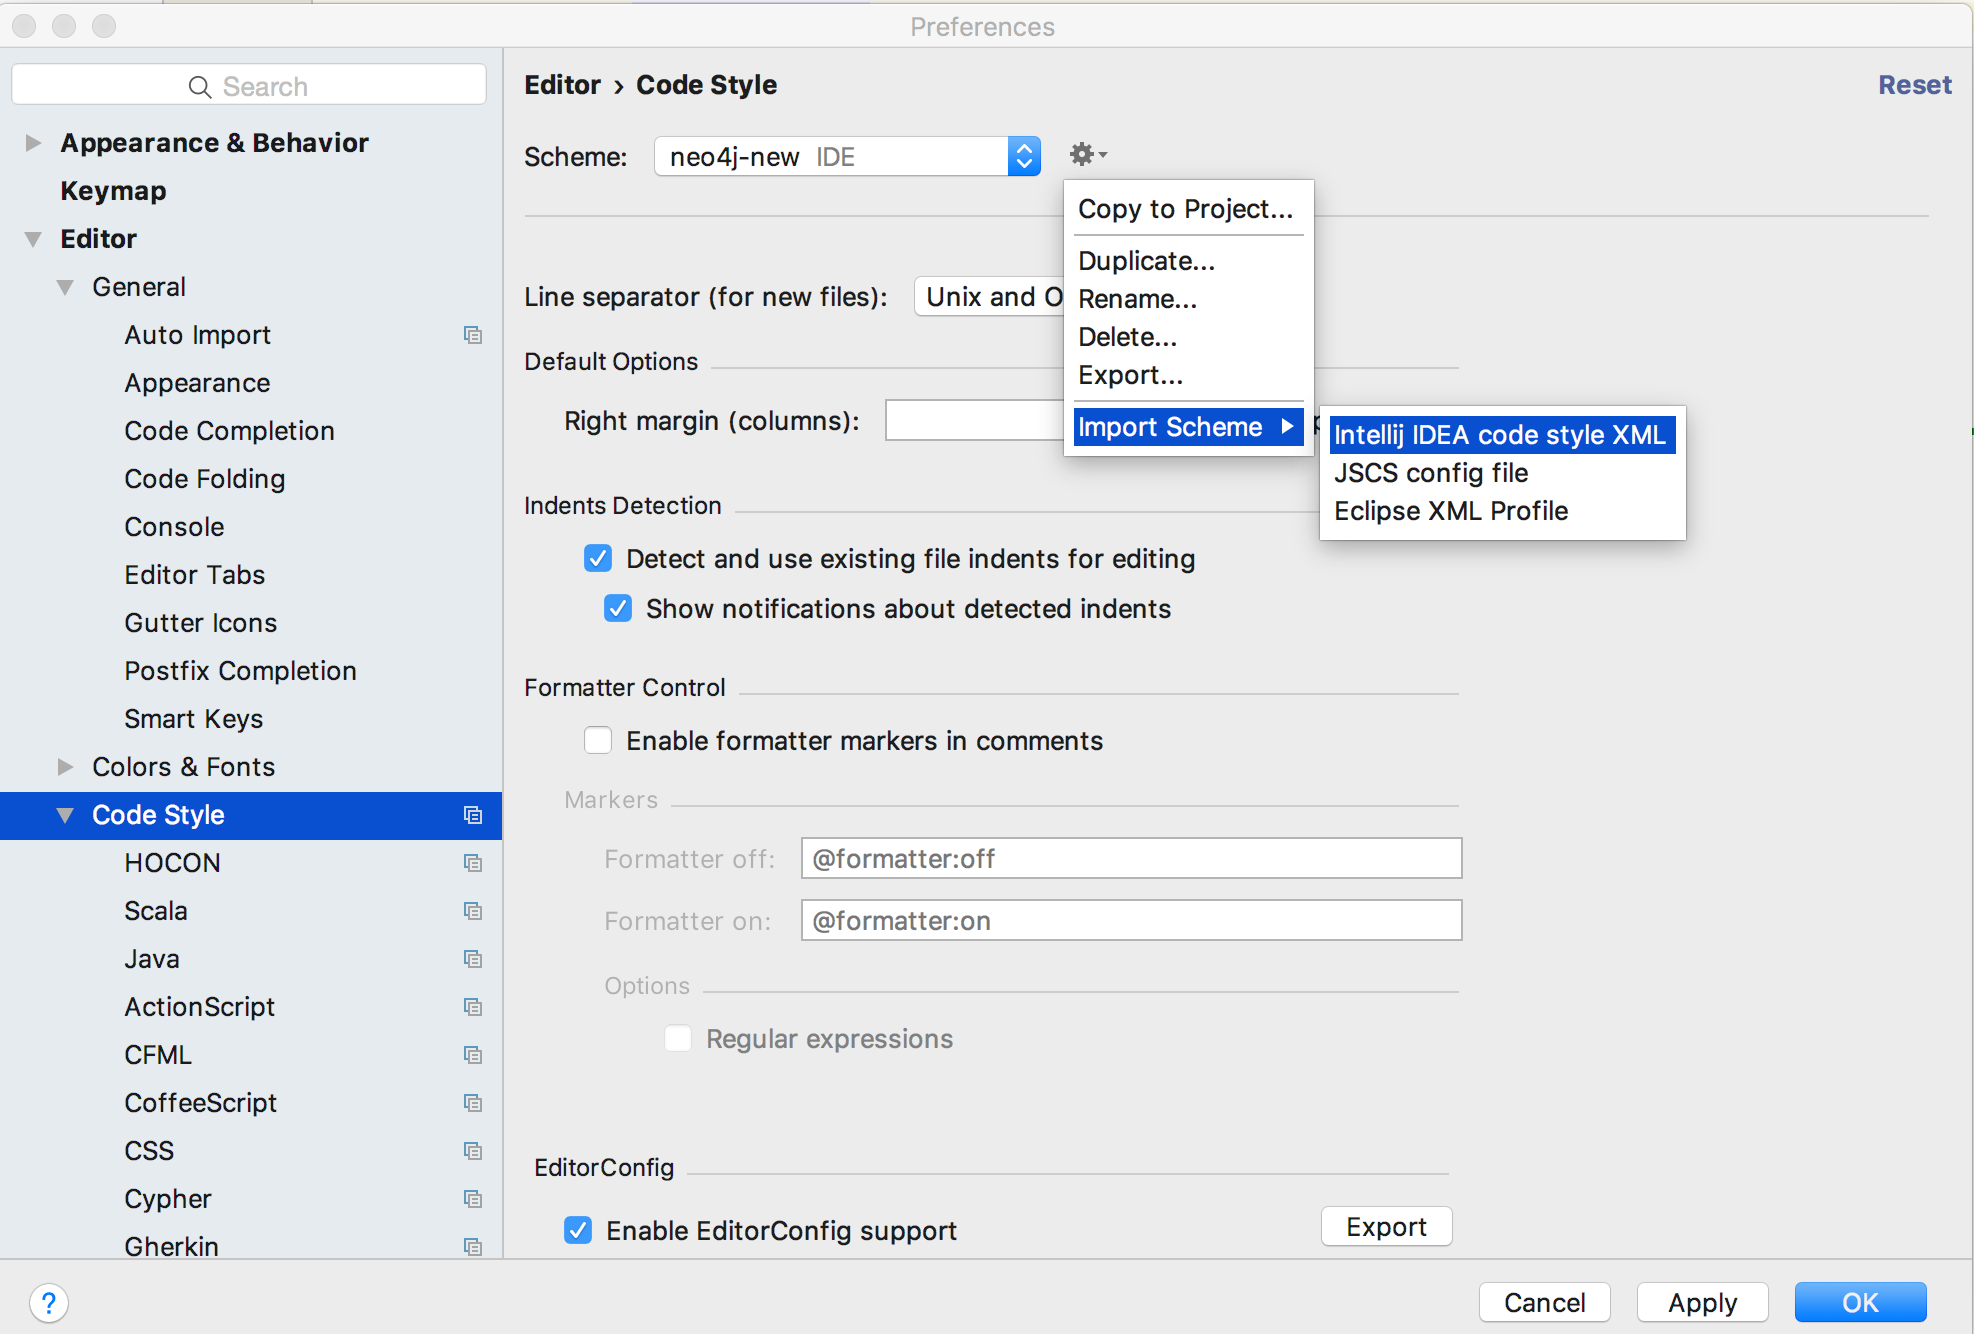 Preferences
Search
Appearance & Behavior
Keymap
Editor
General
Auto Import
Appearance
Code Completion
Code Folding
Console
Editor Tabs
Gutter Icons
Postfix Completion
Smart Keys
Colors & Fonts
Code Style
HOCON
Scala
Java
ActionScript
CFML
CoffeeScript
CSS
Cypher
Gherkin
Editor › Code Style
Reset
Scheme: neo4j-new IDE
Copy to Project...
Duplicate...
Rename...
Delete...
Export...
Import Scheme
Intellij IDEA code style XML
JSCS config file
Eclipse XML Profile
Line separator (for new files): Unix and O
Default Options
Right margin (columns):
Indents Detection
Detect and use existing file indents for editing
Show notifications about detected indents
Formatter Control
Enable formatter markers in comments
Markers
Formatter off: @formatter:off
Formatter on: @formatter:on
Options
Regular expressions
EditorConfig
Enable EditorConfig support
Export
?
Cancel
Apply
OK